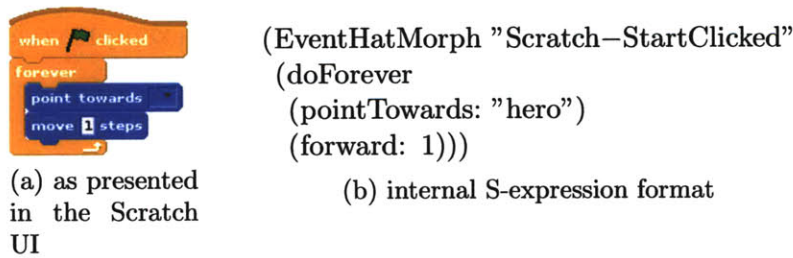 when clicked
forever
point towards
move 1 steps
(a) as presented
in the Scratch
UI
(EventHatMorph ”Scratch−StartClicked”
(doForever
(pointTowards: ”hero”)
(forward: 1)))
(b) internal S-expression format